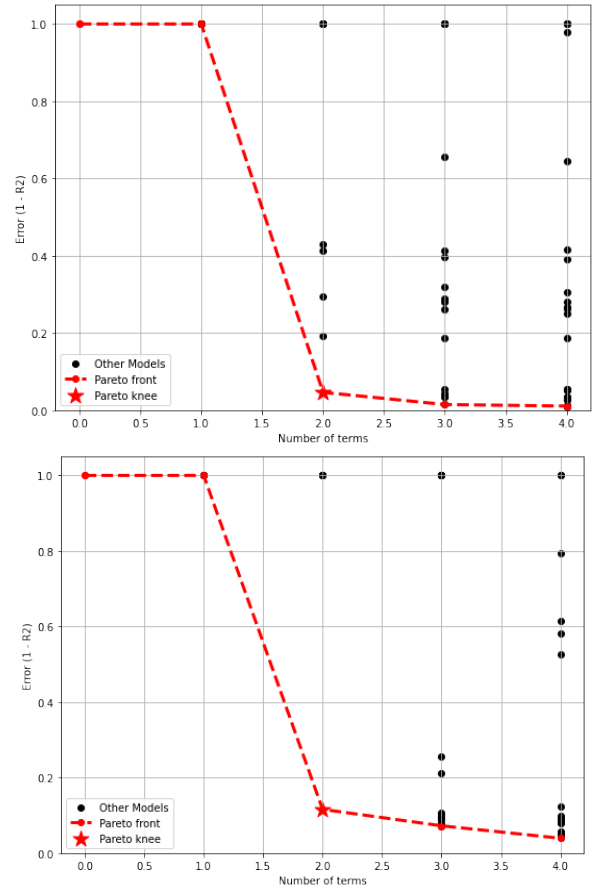 1.0
0.8
0.6
0.4
0.2
0.0
Error (1 - R2)
Other Models
Pareto front
Pareto knee
0.0 0.5 1.0 1.5 2.0 2.5 3.0 3.5 4.0
Number of terms
1.0
0.8
0.6
0.4
0.2
0.0
Error (1 - R2)
Other Models
Pareto front
Pareto knee
0.0 0.5 1.0 1.5 2.0 2.5 3.0 3.5 4.0
Number of terms